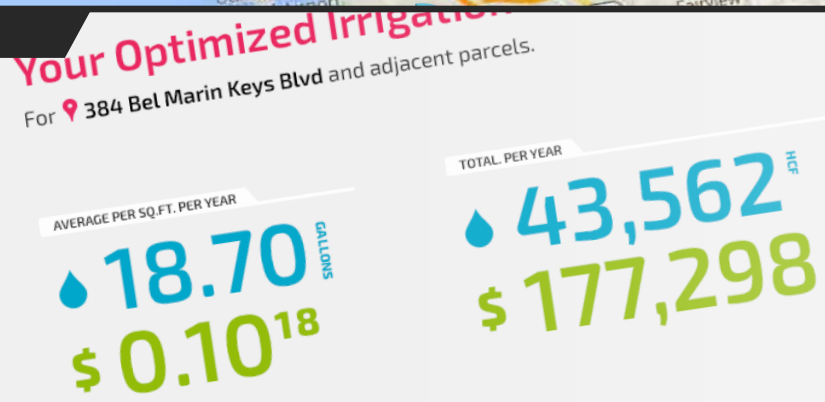 Fairview
Your Optimized Irrigation
For 384 Bel Marin Keys Blvd and adjacent parcels.
AVERAGE PER SQ.FT. PER YEAR
18.70 GALLONS
$ 0.10 18
TOTAL. PER YEAR
43,562 HCF
$ 177,298